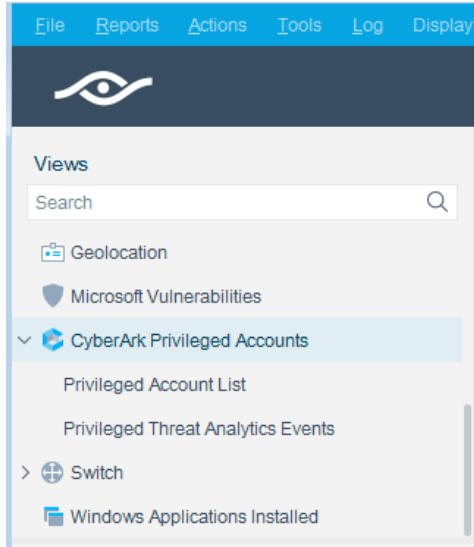 File Reports Actions Tools Log Display
Views
Search
Geolocation
Microsoft Vulnerabilities
CyberArk Privileged Accounts
Privileged Account List
Privileged Threat Analytics Events
Switch
Windows Applications Installed